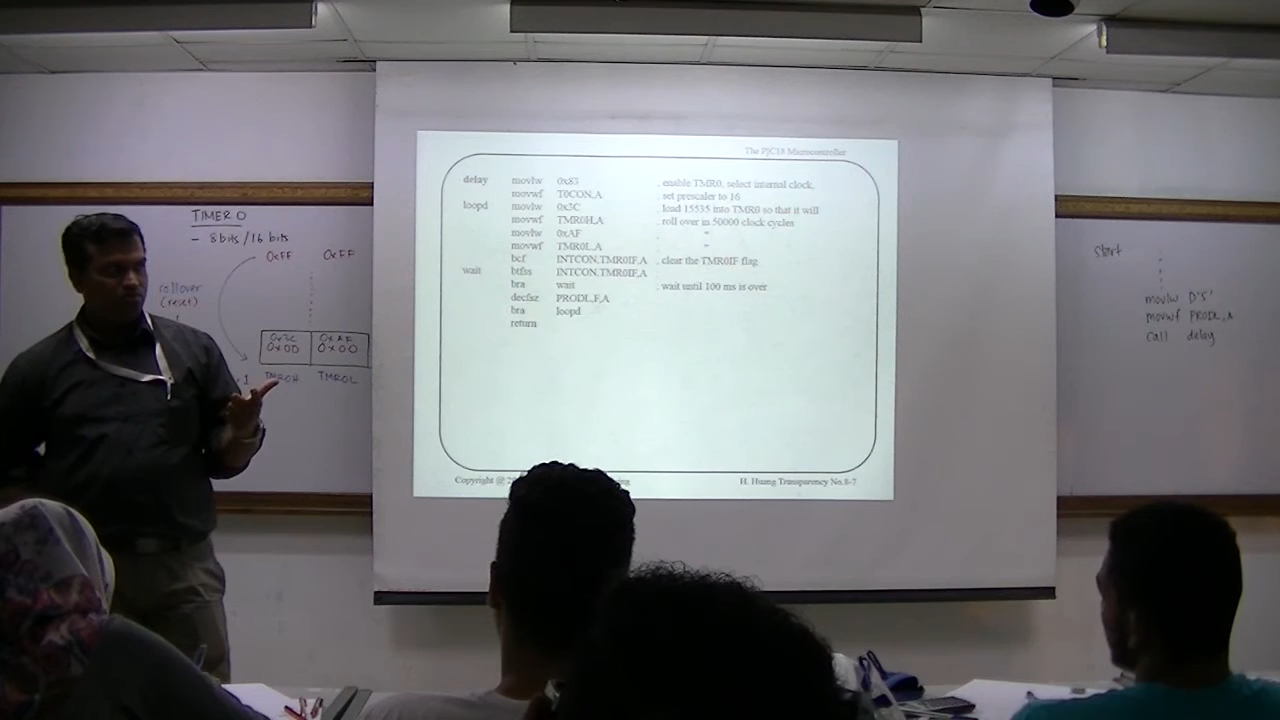 The PIC18 Microcontroller
delay movlw 0x83 ; enable TMR0, select internal clock,
movwf T0CON,A ; set prescaler to 16
loopd movlw 0x3C ; load 15535 into TMR0 so that it will
movwf TMR0H,A ; roll over in 50000 clock cycles
movlw 0xAF ; "
movwf TMR0L,A ; "
bcf INTCON,TMR0IF,A ; clear the TMR0IF flag
wait btfss INTCON,TMR0IF,A
bra wait ; wait until 100 ms is over
decfsz PRODL,F,A
bra loopd
return
Copyright @
H. Huang Transparency No.8-7
TIMER 0
- 8bits/16 bits
0xFF 0xFF
rollover
(reset)
0x3C 0xAF
0x00 0x00
TMR0H TMR0L
start
movlw D'5'
movwf PRODL,A
call delay